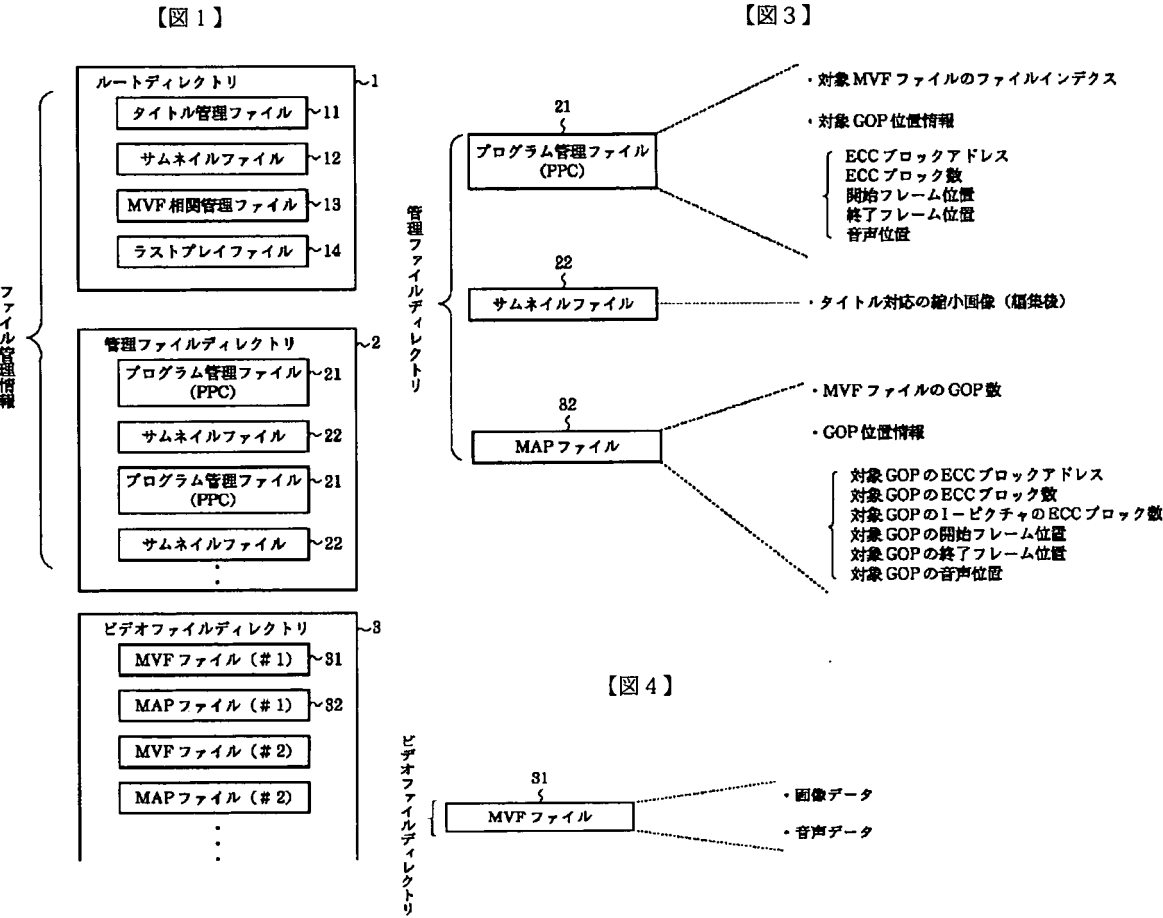 【図1】
ルートディレクトリ
1
タイトル管理ファイル
11
サムネイルファイル
12
MVF相関管理ファイル
13
ラストプレイファイル
14
ファイル管理情報
管理ファイルディレクトリ
2
プログラム管理ファイル
(PPC)
21
サムネイルファイル
22
プログラム管理ファイル
(PPC)
21
サムネイルファイル
22
ビデオファイルディレクトリ
3
MVFファイル(#1)
31
MAPファイル(#1)
32
MVFファイル(#2)
MAPファイル(#2)
【図3】
管理ファイルディレクトリ
21
プログラム管理ファイル
(PPC)
・対象MVFファイルのファイルインデクス
・対象GOP位置情報
ECCブロックアドレス
ECCブロック数
開始フレーム位置
終了フレーム位置
音声位置
22
サムネイルファイル
・タイトル対応の縮小画像(編集後)
32
MAPファイル
・MVFファイルのGOP数
・GOP位置情報
対象GOPのECCブロックアドレス
対象GOPのECCブロック数
対象GOPのI-ピクチャのECCブロック数
対象GOPの開始フレーム位置
対象GOPの終了フレーム位置
対象GOPの音声位置
【図4】
ビデオファイルディレクトリ
31
MVFファイル
・画像データ
・音声データ